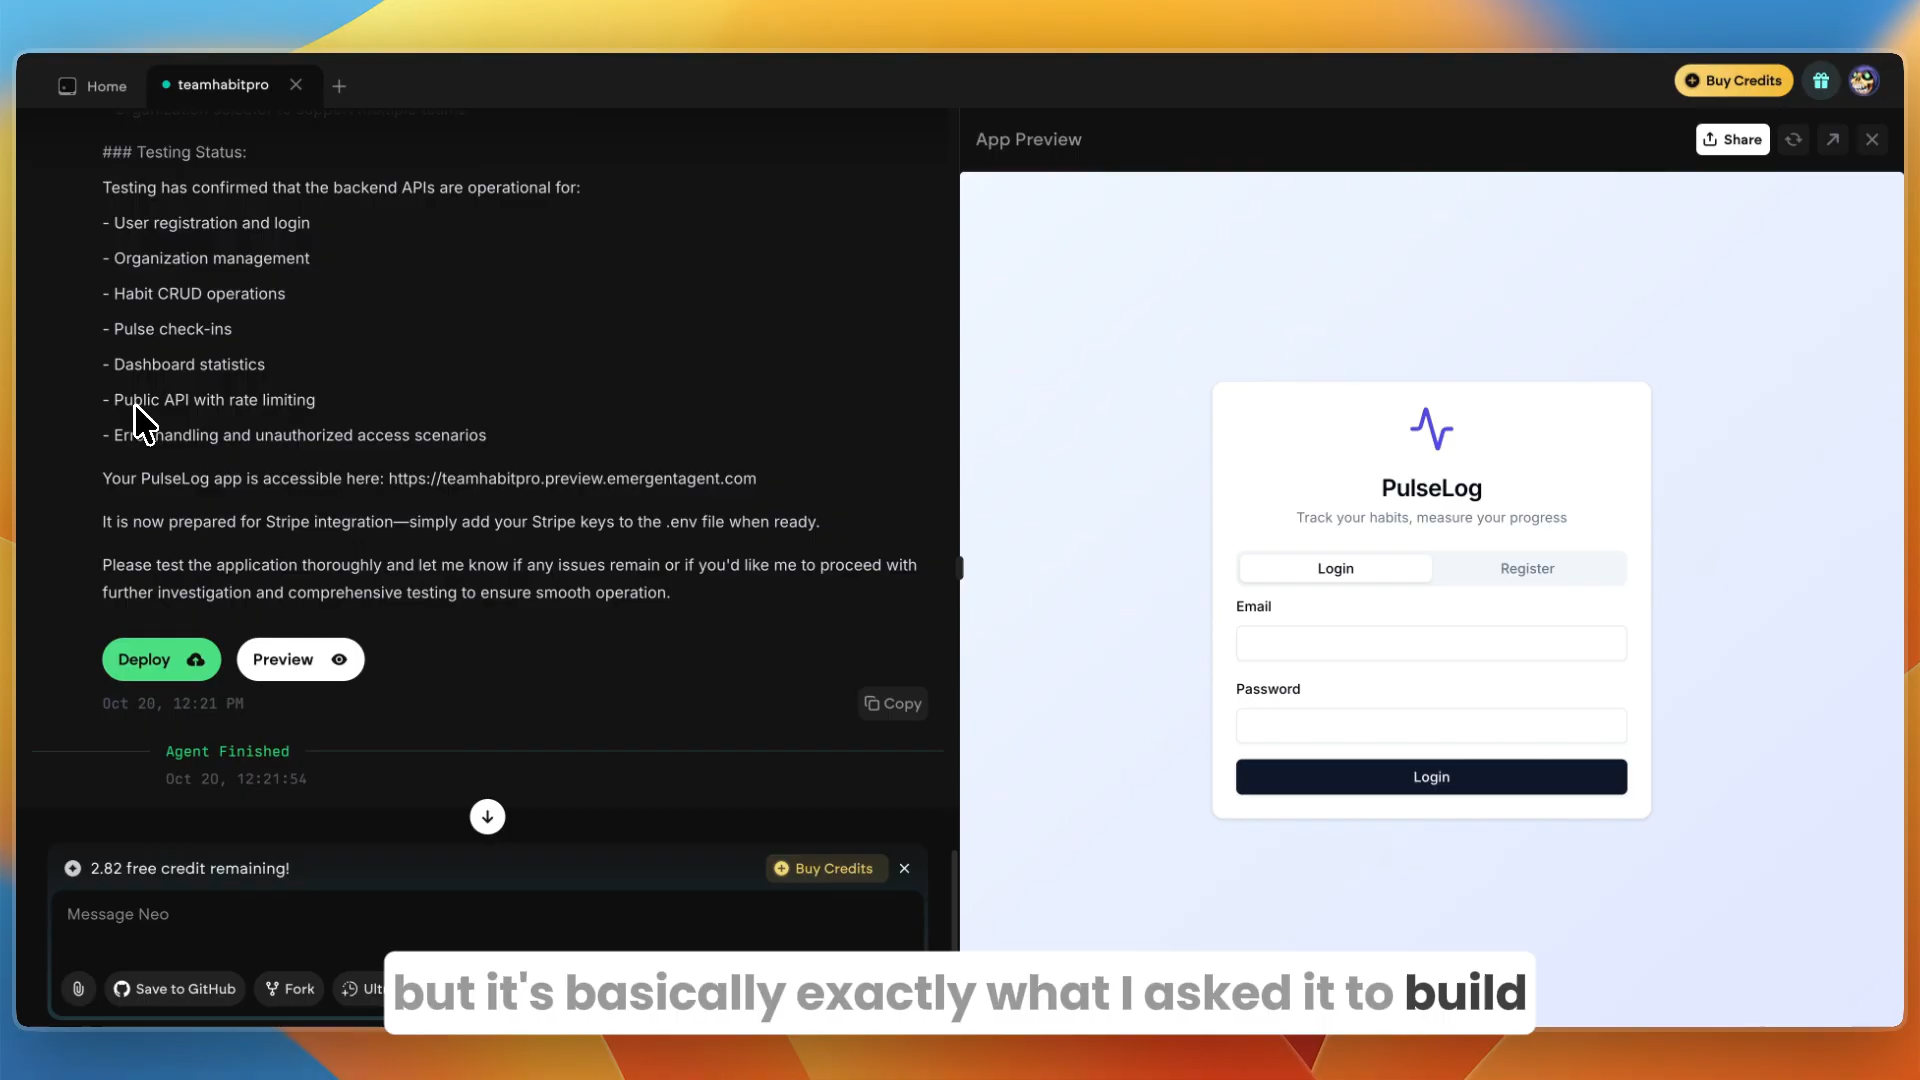 Home
teamhabitpro
Buy Credits
### Testing Status:
Testing has confirmed that the backend APIs are operational for:
- User registration and login
- Organization management
- Habit CRUD operations
- Pulse check-ins
- Dashboard statistics
- Public API with rate limiting
- handling and unauthorized access scenarios
Your PulseLog app is accessible here: https://teamhabitpro.preview.emergentagent.com
It is now prepared for Stripe integration—simply add your Stripe keys to the .env file when ready.
Please test the application thoroughly and let me know if any issues remain or if you'd like me to proceed with
further investigation and comprehensive testing to ensure smooth operation.
Deploy
Preview
Oct 20, 12:21 PM
Copy
Agent Finished
Oct 20, 12:21:54
2.82 free credit remaining!
Buy Credits
Message Neo
Save to GitHub
Fork
App Preview
Share
PulseLog
Track your habits, measure your progress
Login
Register
Email
Password
Login
but it's basically exactly what I asked it to build